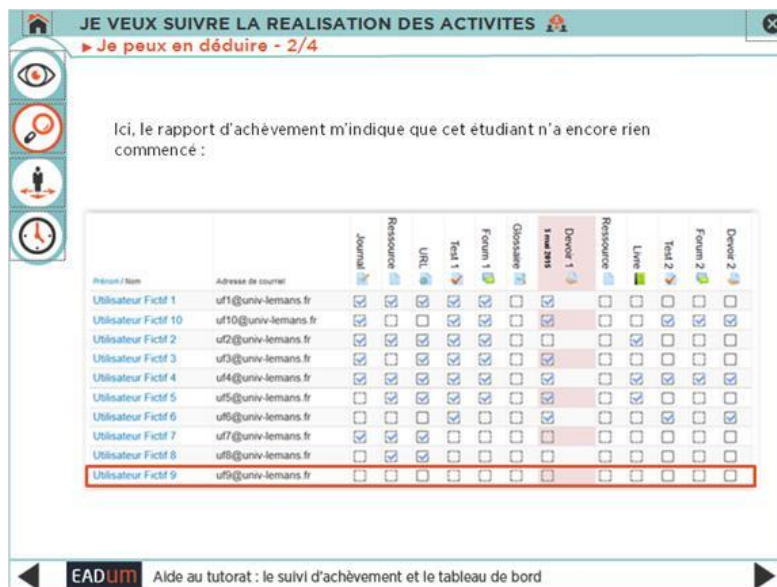 JE VEUX SUIVRE LA REALISATION DES ACTIVITES
► Je peux en déduire - 2/4
Ici, le rapport d'achèvement m'indique que cet étudiant n'a encore rien
commencé :
Prénom / Nom Adresse de courriel Journal Ressource URL Test 1 Forum 1 Glossaire 5 mai 2015 Devoir 1 Ressource Livre Test 2 Forum 2 Devoir 2
Utilisateur Fictif 1 uf1@univ-lemans.fr
Utilisateur Fictif 10 uf10@univ-lemans.fr
Utilisateur Fictif 2 uf2@univ-lemans.fr
Utilisateur Fictif 3 uf3@univ-lemans.fr
Utilisateur Fictif 4 uf4@univ-lemans.fr
Utilisateur Fictif 5 uf5@univ-lemans.fr
Utilisateur Fictif 6 uf6@univ-lemans.fr
Utilisateur Fictif 7 uf7@univ-lemans.fr
Utilisateur Fictif 8 uf8@univ-lemans.fr
Utilisateur Fictif 9 uf9@univ-lemans.fr
EADum Aide au tutorat : le suivi d'achèvement et le tableau de bord